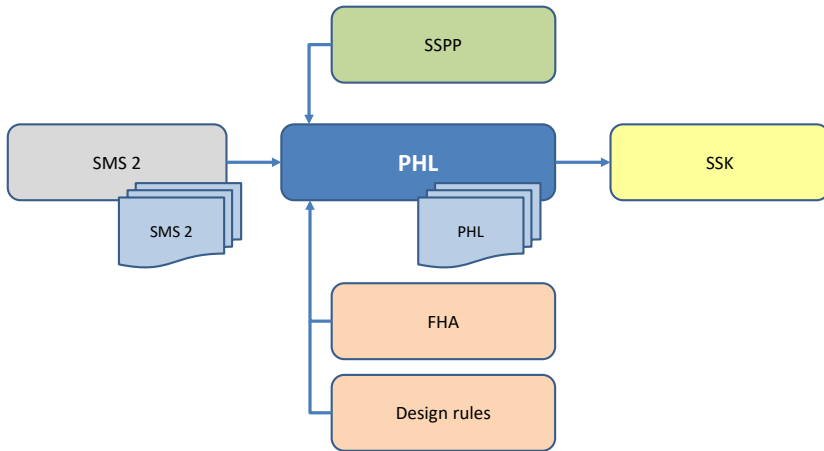 SSPP
SMS 2
PHL
SSK
SMS 2
PHL
FHA
Design rules